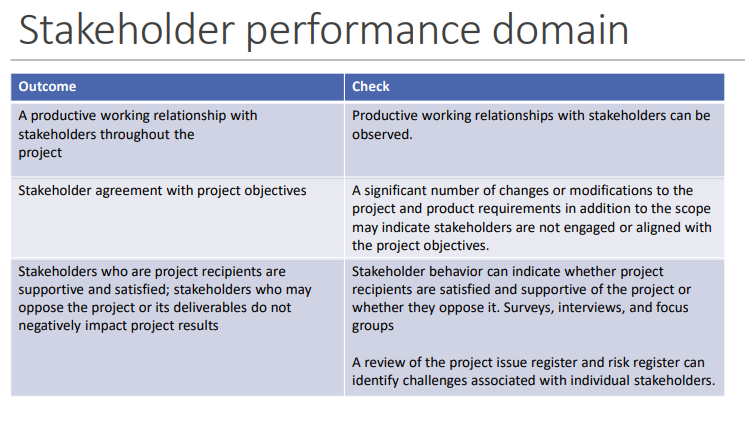 Stakeholder performance domain
Outcome
Check
A productive working relationship with
stakeholders throughout the
project
Productive working relationships with stakeholders can be
observed.
Stakeholder agreement with project objectives
A significant number of changes or modifications to the
project and product requirements in addition to the scope
may indicate stakeholders are not engaged or aligned with
the project objectives.
Stakeholders who are project recipients are
supportive and satisfied; stakeholders who may
oppose the project or its deliverables do not
negatively impact project results
Stakeholder behavior can indicate whether project
recipients are satisfied and supportive of the project or
whether they oppose it. Surveys, interviews, and focus
groups
A review of the project issue register and risk register can
identify challenges associated with individual stakeholders.